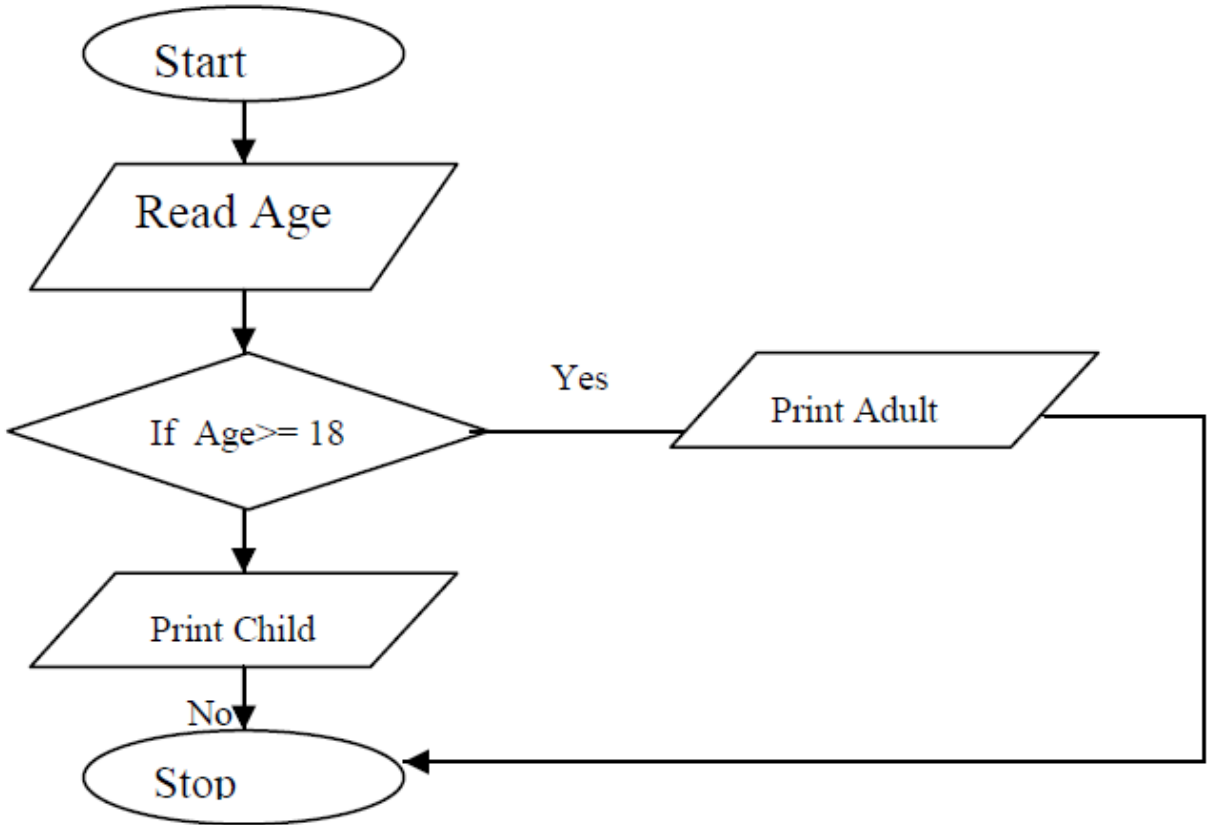 Start
Read Age
Yes
Print Adult
If Age>= 18
Print Child
No
Stop